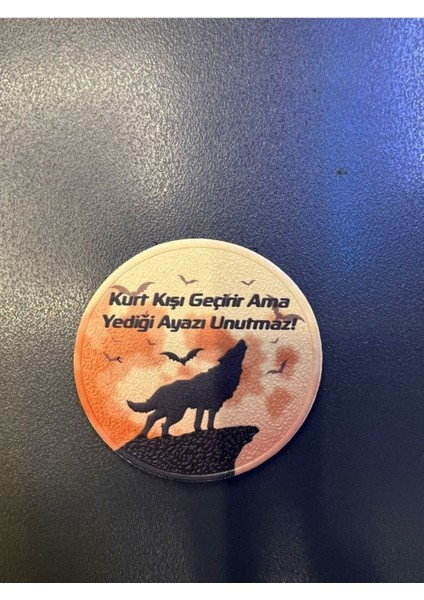 Kurt Kışı Geçirir Ama
Yediği Ayazı Unutmaz!